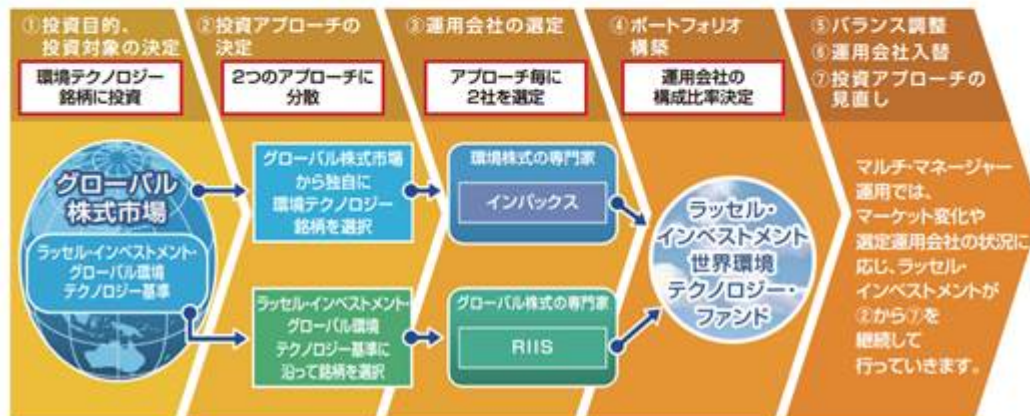 ①投資目的、
投資対象の決定
環境テクノロジー
銘柄に投資
グローバル
株式市場
ラッセル・インベストメント・
グローバル環境
テクノロジー基準
②投資アプローチの
決定
2つのアプローチに
分散
グローバル株式市場
から独自に
環境テクノロジー
銘柄を選択
ラッセル・インベストメント・
グローバル環境
テクノロジー基準に
沿って銘柄を選択
③運用会社の選定
アプローチ毎に
2社を選定
環境株式の専門家
インパックス
グローバル株式の専門家
RIIS
④ポートフォリオ
構築
運用会社の
構成比率決定
ラッセル・
インベストメント
世界環境
テクノロジー・
ファンド
⑤バランス調整
⑥運用会社入替
⑦投資アプローチの
見直し
マルチ・マネージャー
運用では、
マーケット変化や
選定運用会社の状況に
応じ、ラッセル・
インベストメントが
②から⑦を
継続して
行っていきます。